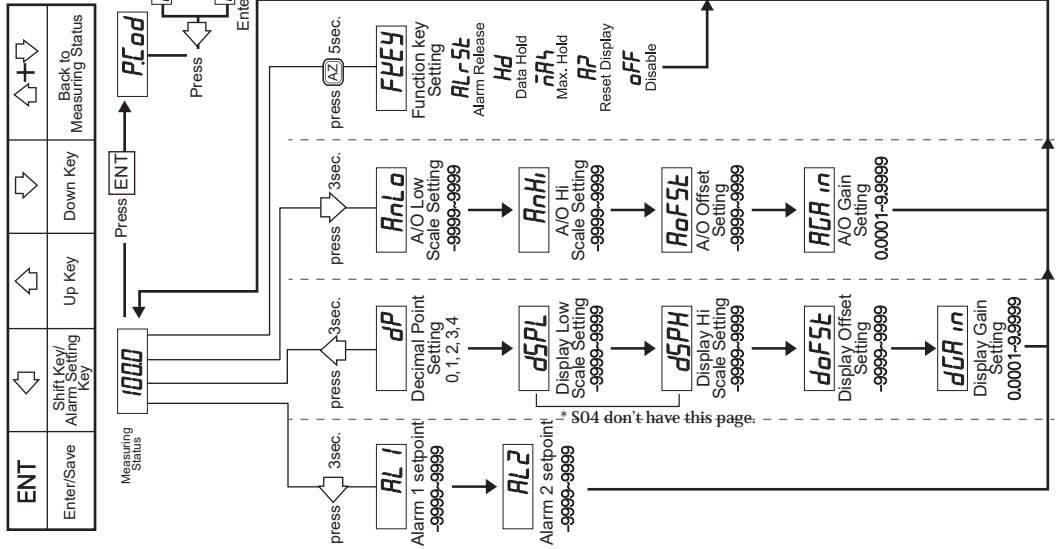 ENT
Enter/Save
Shift Key/
Alarm Setting
Key
Up Key
Down Key
Back to
Measuring Status
Measuring
Status
100.0
Press ENT
P.Cod
Press
press 3sec.
AL1
Alarm 1 setpoint
-9999~9999
AL2
Alarm 2 setpoint
-9999~9999
press 3sec.
dP
Decimal Point
Setting
0, 1, 2, 3, 4
dSPL
Display Low
Scale Setting
-9999~9999
dSPH
Display Hi
Scale Setting
-9999~9999
* S04 don't have this page.
doFSt
Display Offset
Setting
-9999~9999
dGAin
Display Gain
Setting
0.0001~9.9999
press 3sec.
AnLo
A/O Low
Scale Setting
-9999~9999
AnHi
A/O Hi
Scale Setting
-9999~9999
AoFSt
A/O Offset
Setting
-9999~9999
AGAin
A/O Gain
Setting
0.0001~9.9999
press AZ 5sec.
FKEY
Function key
Setting
ALrSt
Alarm Release
Hd
Data Hold
mAh
Max. Hold
Reset Display
oFF
Disable